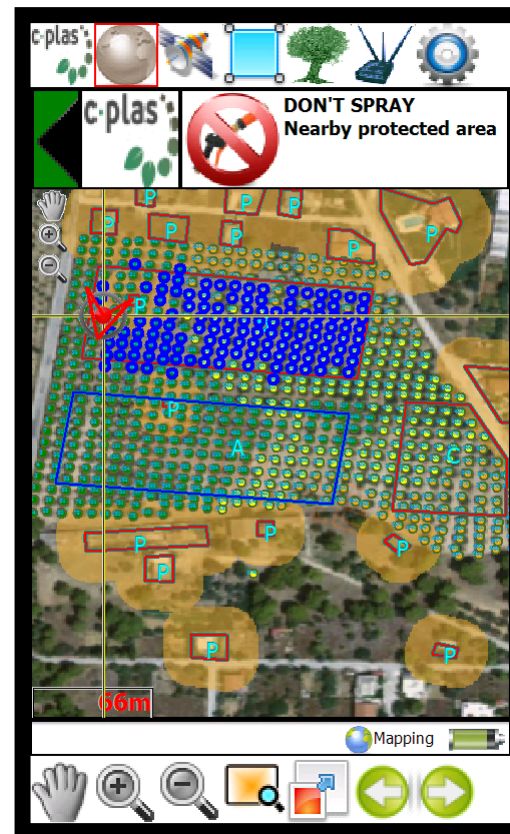 c·plas
c·plas
DON'T SPRAY
Nearby protected area
P P P
P P P P P
P
P
A C
P P P
P
P P
66m
Mapping